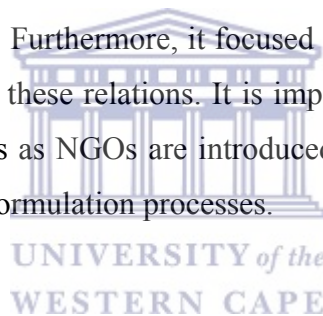 Furthermore, it focused
these relations. It is imp
s as NGOs are introduced
ormulation processes.
UNIVERSITY of the
WESTERN CAPE